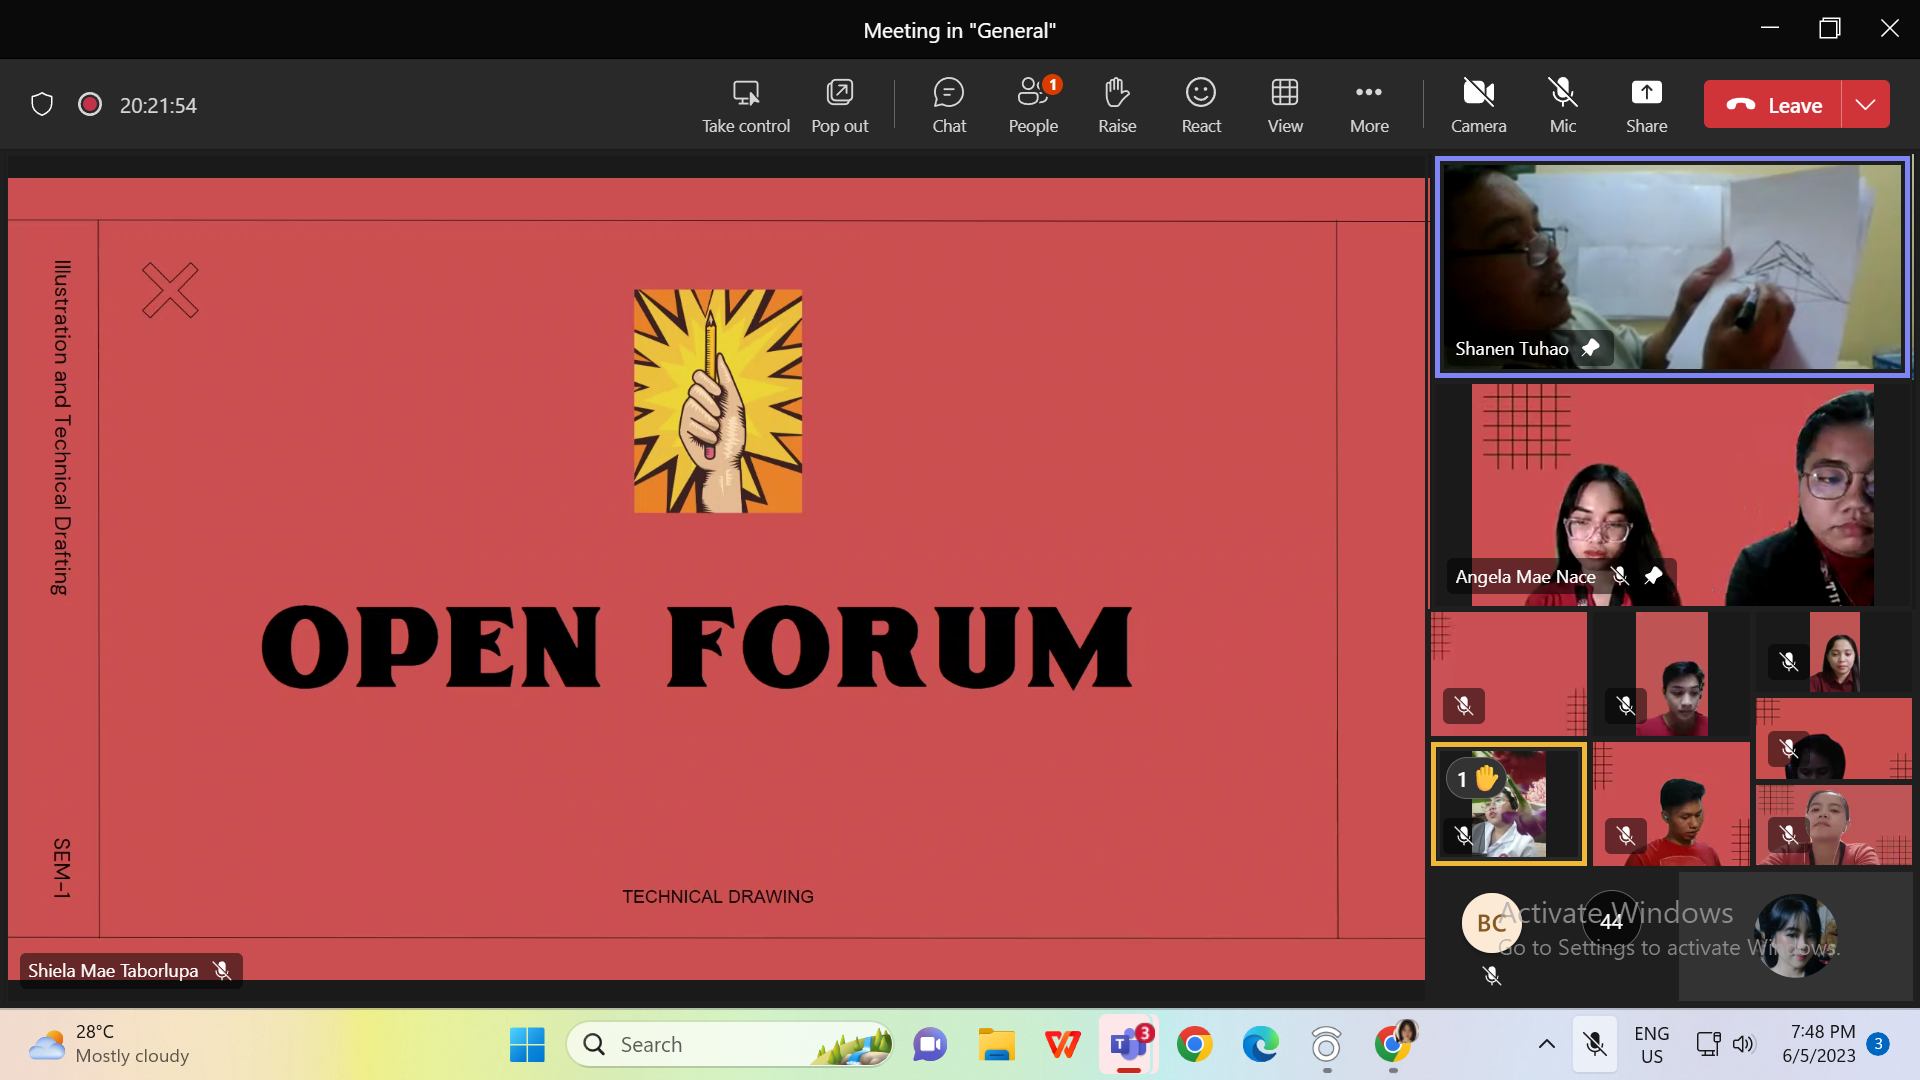 Meeting in "General"
20:21:54
Take control
Pop out
Chat
People
1
Raise
React
View
More
Camera
Mic
Share
Leave
Illustration and Technical Drafting
SEM-1
OPEN FORUM
TECHNICAL DRAWING
Shiela Mae Taborlupa
Shanen Tuhao
Angela Mae Nace
1
BC
44
Activate Windows
Go to Settings to activate Windows.
28°C
Mostly cloudy
Search
3
ENG
US
7:48 PM
6/5/2023
3